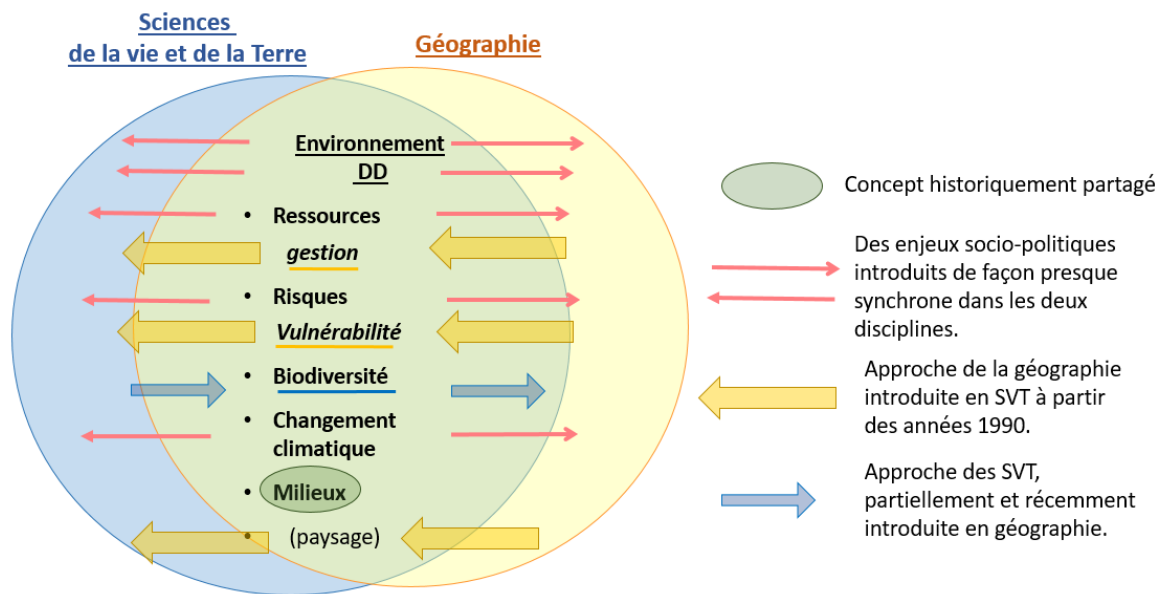 Sciences
de la vie et de la Terre
Géographie
Environnement
DD
• Ressources
gestion
• Risques
Vulnérabilité
• Biodiversité
• Changement
climatique
• Milieux
• (paysage)
Concept historiquement partagé
Des enjeux socio-politiques
introduits de façon presque
synchrone dans les deux
disciplines.
Approche de la géographie
introduite en SVT à partir
des années 1990.
Approche des SVT,
partiellement et récemment
introduite en géographie.